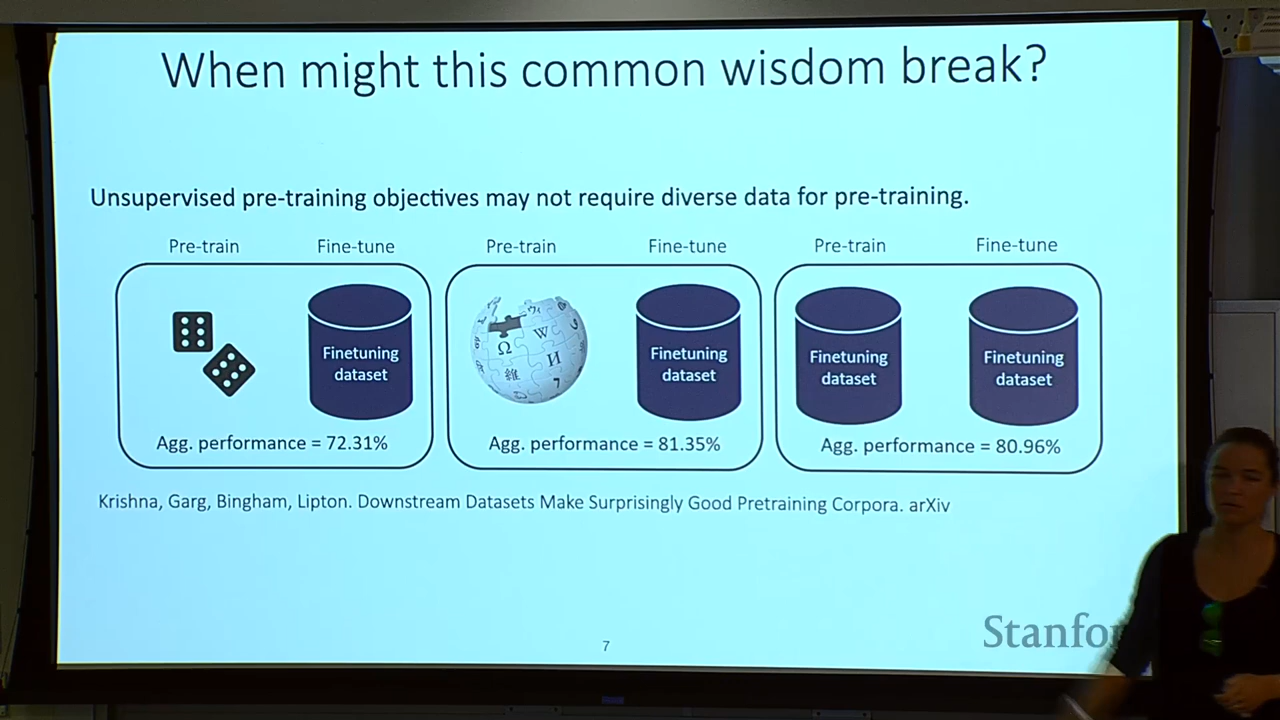 When might this common wisdom break?
Unsupervised pre-training objectives may not require diverse data for pre-training.
Pre-train Fine-tune Pre-train Fine-tune Pre-train Fine-tune
Finetuning
dataset
Agg. performance = 72.31%
Ω W И 維 7
Finetuning
dataset
Agg. performance = 81.35%
Finetuning
dataset
Finetuning
dataset
Agg. performance = 80.96%
Krishna, Garg, Bingham, Lipton. Downstream Datasets Make Surprisingly Good Pretraining Corpora. arXiv
7
Stanfo